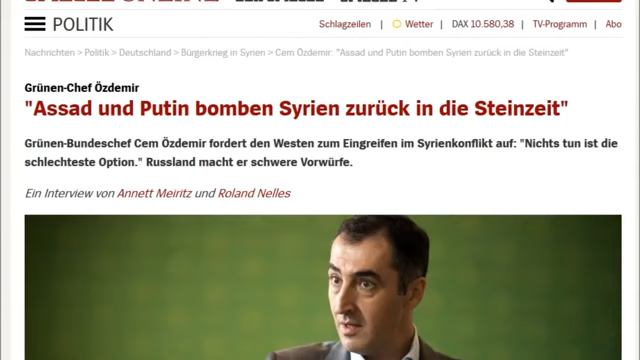 POLITIK
Schlagzeilen | Wetter | DAX 10.580,38 | TV-Programm | Abo
Nachrichten > Politik > Deutschland > Bürgerkrieg in Syrien > Cem Özdemir: "Assad und Putin bomben Syrien zurück in die Steinzeit"
Grünen-Chef Özdemir
"Assad und Putin bomben Syrien zurück in die Steinzeit"
Grünen-Bundeschef Cem Özdemir fordert den Westen zum Eingreifen im Syrienkonflikt auf: "Nichts tun ist die
schlechteste Option." Russland macht er schwere Vorwürfe.
Ein Interview von Annett Meiritz und Roland Nelles